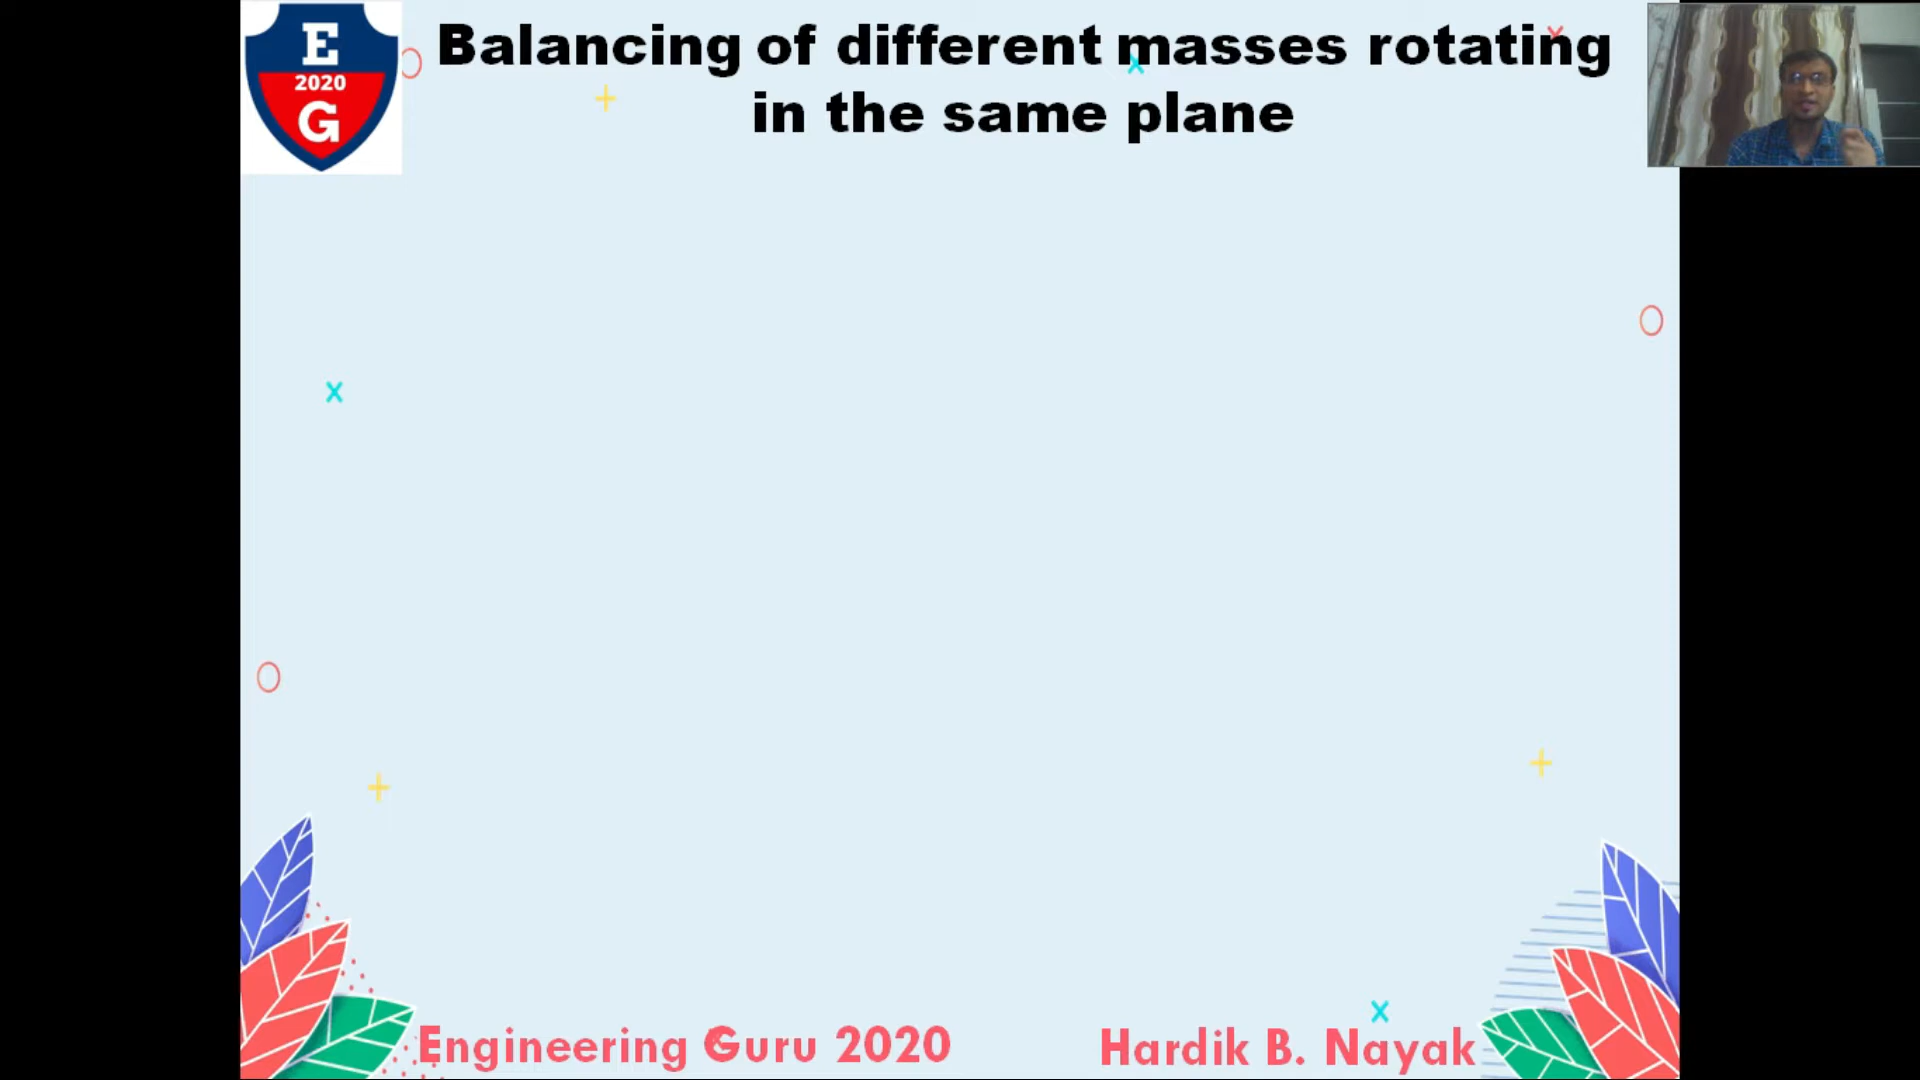 E
2020
G
Balancing of different masses rotating
in the same plane
Engineering Guru 2020
Hardik B. Nayak